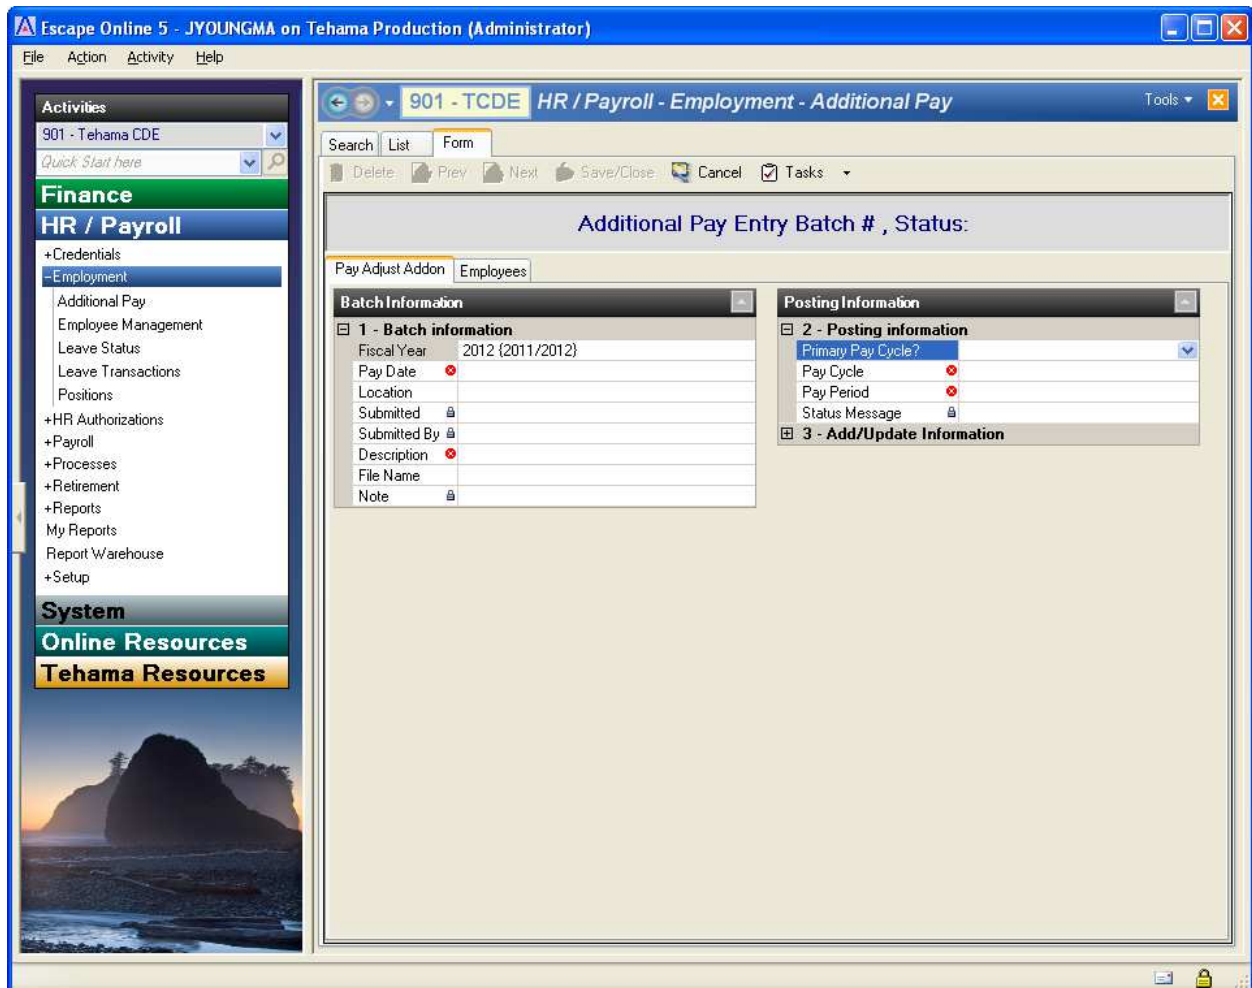 Escape Online 5 - JYOUNGMA on Tehama Production (Administrator)
File Action Activity Help
Activities
901 - Tehama CDE
Quick Start here
Finance
HR / Payroll
+Credentials
-Employment
Additional Pay
Employee Management
Leave Status
Leave Transactions
Positions
+HR Authorizations
+Payroll
+Processes
+Retirement
+Reports
My Reports
Report Warehouse
+Setup
System
Online Resources
Tehama Resources
901 - TCDE HR / Payroll - Employment - Additional Pay Tools
Search List Form
Delete Prev Next Save/Close Cancel Tasks
Additional Pay Entry Batch # , Status:
Pay Adjust Addon Employees
Batch Information
1 - Batch information
Fiscal Year 2012 {2011/2012}
Pay Date
Location
Submitted
Submitted By
Description
File Name
Note
Posting Information
2 - Posting information
Primary Pay Cycle?
Pay Cycle
Pay Period
Status Message
3 - Add/Update Information